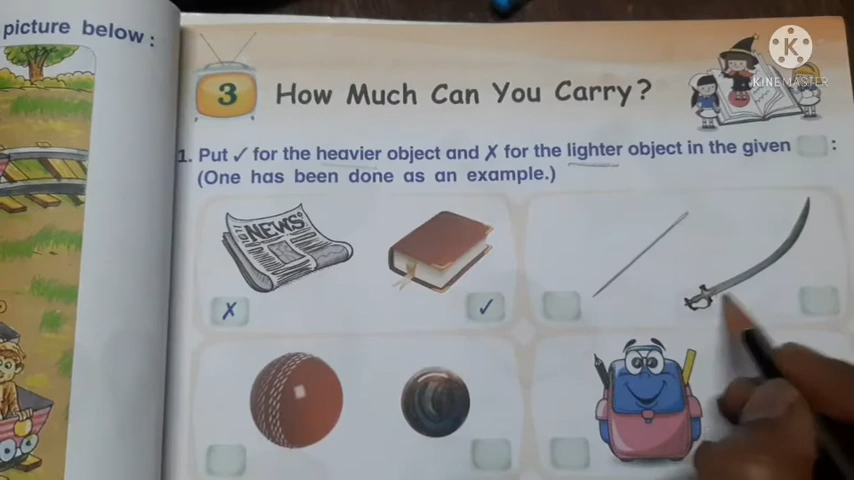 picture below :
KINEMASTER
3
How Much Can You Carry?
1. Put ✓ for the heavier object and ✗ for the lighter object in the given :
(One has been done as an example.)
NEWS
✗
✓